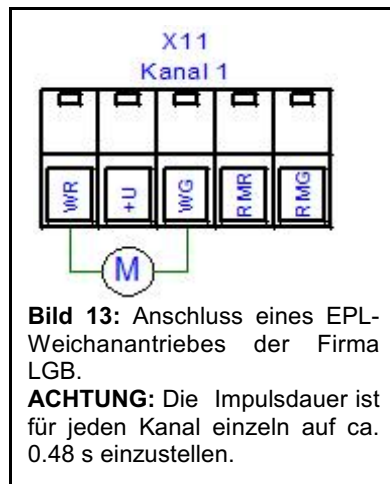 X11
Kanal 1
WR +U WG RMR RMG
M
Bild 13: Anschluss eines EPL-
Weichanantriebes der Firma
LGB.
ACHTUNG: Die Impulsdauer ist
für jeden Kanal einzeln auf ca.
0.48 s einzustellen.